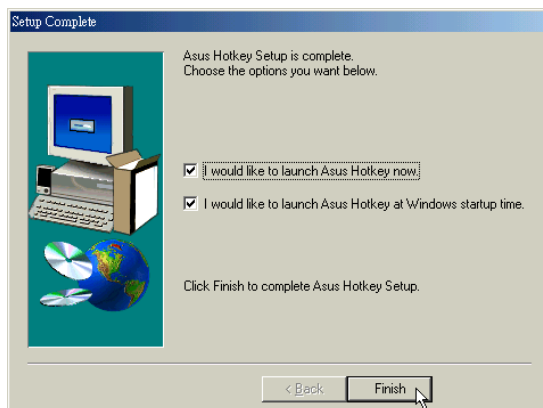 Setup Complete
Asus Hotkey Setup is complete.
Choose the options you want below.
I would like to launch Asus Hotkey now.
I would like to launch Asus Hotkey at Windows startup time.
Click Finish to complete Asus Hotkey Setup.
< Back
Finish